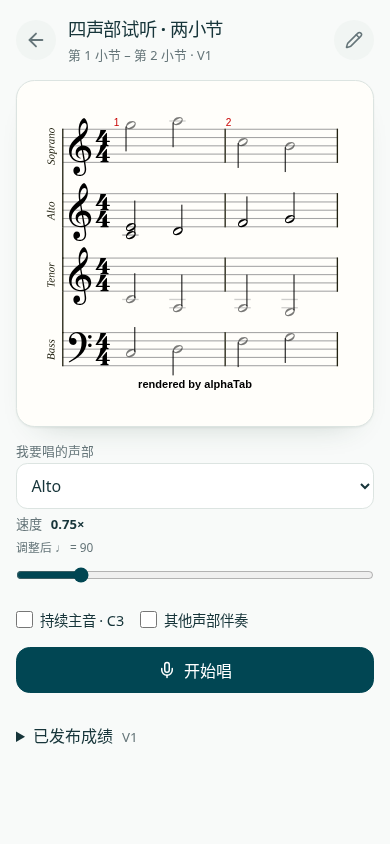 四声部试听 · 两小节
第 1 小节 – 第 2 小节 · V1
1
2
Soprano
Alto
Tenor
Bass
rendered by alphaTab
我要唱的声部
Alto
速度 0.75×
调整后 ♩ = 90
持续主音 · C3
其他声部伴奏
开始唱
已发布成绩 V1